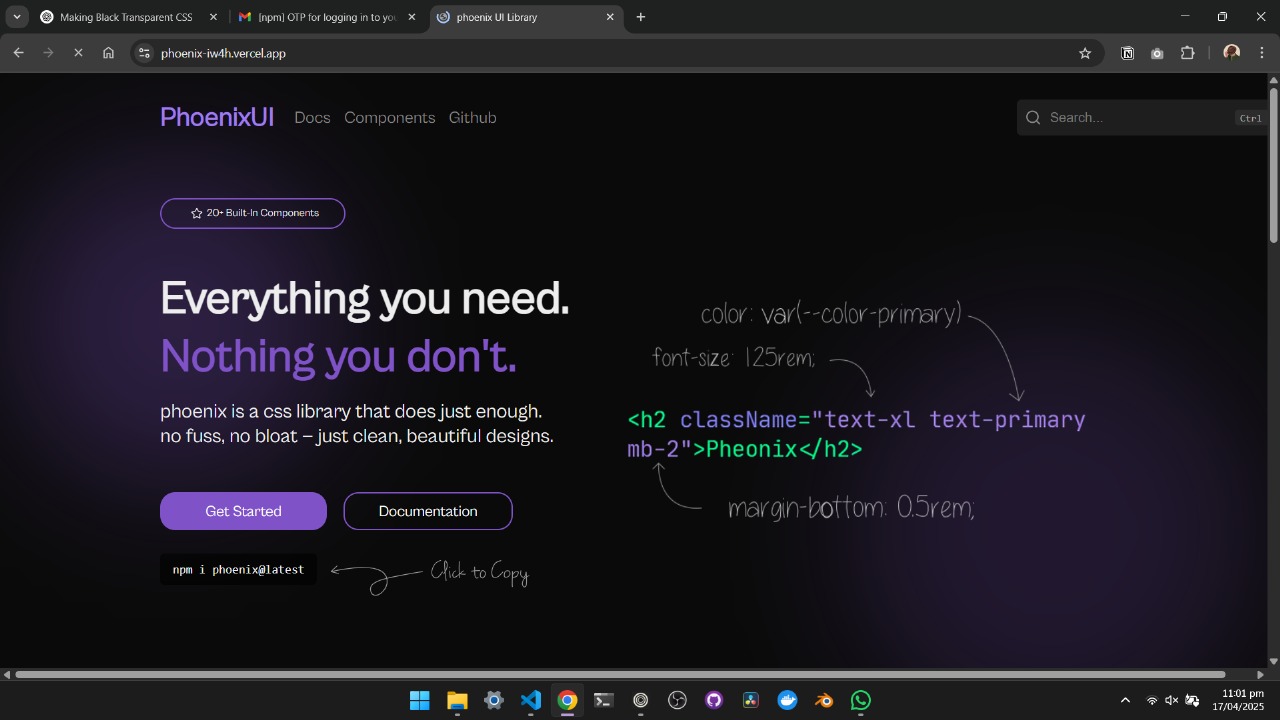 Making Black Transparent CSS
[npm] OTP for logging in to you
phoenix UI Library
phoenix-iw4h.vercel.app
PhoenixUI
Docs
Components
Github
Search...
Ctrl
20+ Built-In Components
Everything you need.
Nothing you don't.
phoenix is a css library that does just enough.
no fuss, no bloat – just clean, beautiful designs.
Get Started
Documentation
npm i phoenix@latest
Click to Copy
color: var(--color-primary)
font-size: 1.25rem;
<h2 className="text-xl text-primary
mb-2">Pheonix</h2>
margin-bottom: 0.5rem;
11:01 pm
17/04/2025